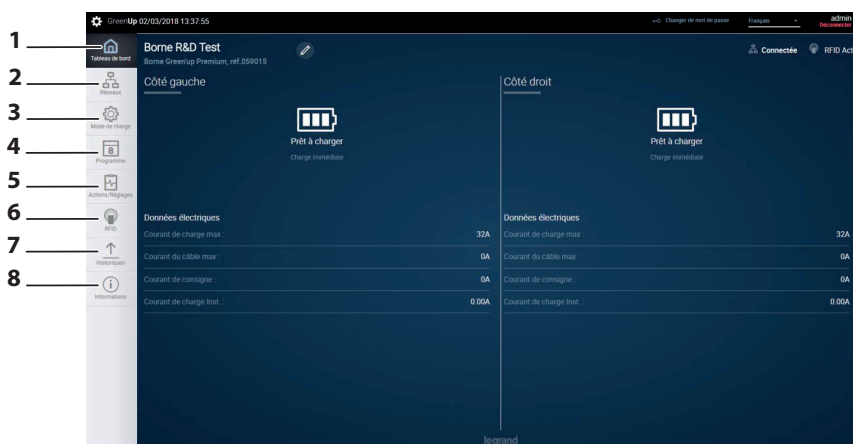 GreenUp 02/03/2018 13:37:55
Changer de mot de passe
Français
admin
Déconnecter
1
Tableau de bord
2
Réseaux
3
Mode de charge
4
8
Programme
5
Actions/Réglages
6
RFID
7
Historiques
8
Informations
Borne R&D Test
Borne Green'up Premium, réf.059015
Connectée
RFID Act
Côté gauche
Prêt à charger
Charge immédiate
Données électriques
Courant de charge max : 32A
Courant du câble max : 0A
Courant de consigne : 0A
Courant de charge Inst. : 0.00A
Côté droit
Prêt à charger
Charge immédiate
Données électriques
Courant de charge max : 32A
Courant du câble max : 0A
Courant de consigne : 0A
Courant de charge Inst. : 0.00A
legrand